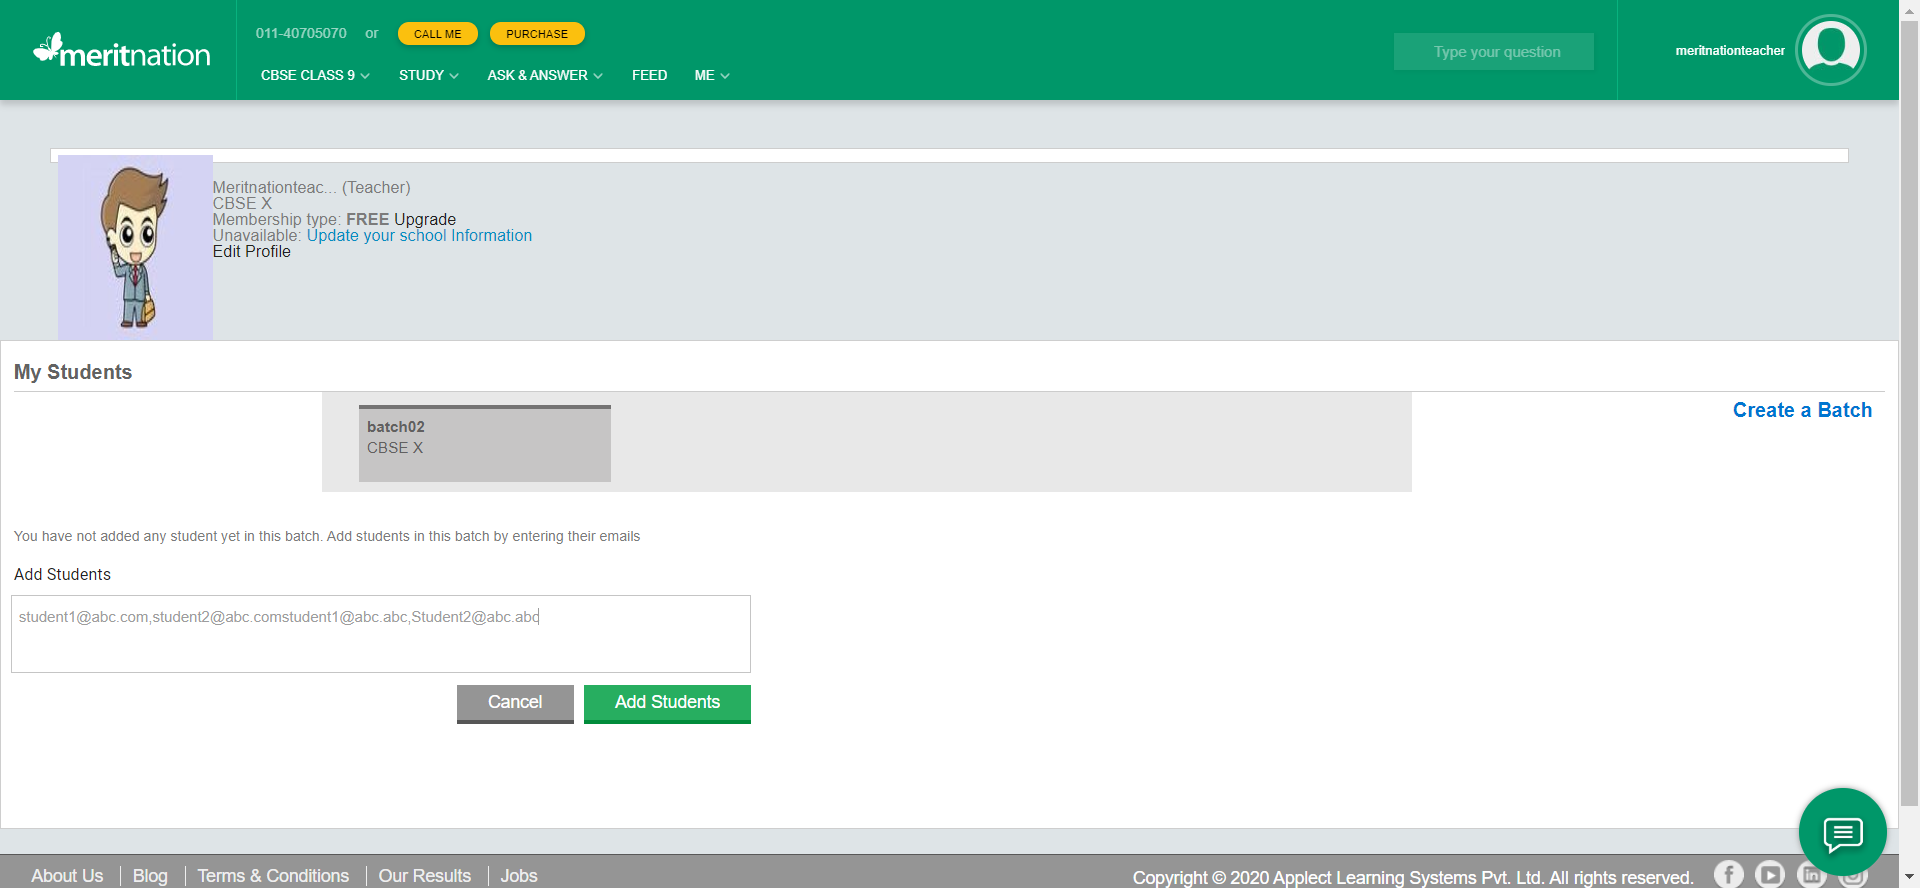 meritnation
011-40705070 or CALL ME PURCHASE
CBSE CLASS 9 STUDY ASK & ANSWER FEED ME
Type your question
meritnationteacher
Meritnationteac... (Teacher)
CBSE X
Membership type: FREE Upgrade
Unavailable: Update your school Information
Edit Profile
My Students
batch02
CBSE X
Create a Batch
You have not added any student yet in this batch. Add students in this batch by entering their emails
Add Students
student1@abc.com,student2@abc.comstudent1@abc.abc,Student2@abc.abc
Cancel Add Students
About Us Blog Terms & Conditions Our Results Jobs
Copyright © 2020 Applect Learning Systems Pvt. Ltd. All rights reserved.